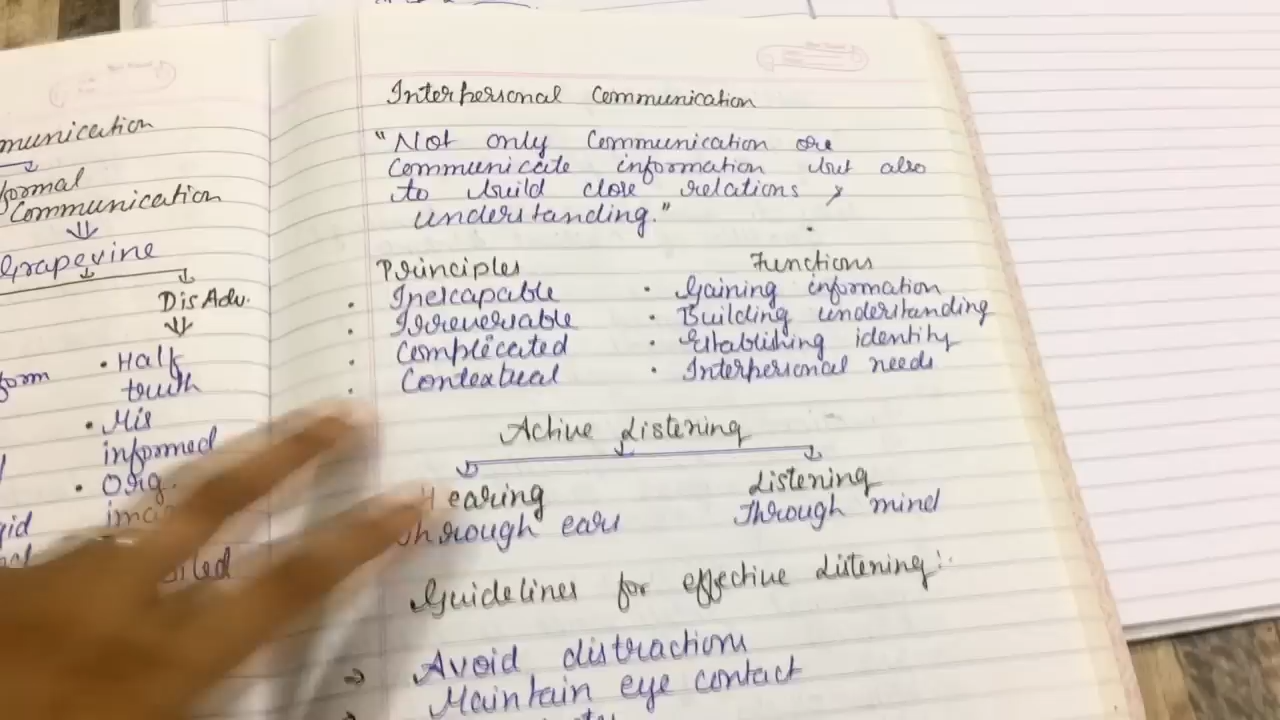 munication
formal
Communication
Grapevine
DisAdv.
• Half
truth
• Mis
informed
• Orig.
form
Interpersonal Communication
"Not only Communication are
Communicate information but also
to build close relations &
understanding."
Principles
• Inescapable
• Irreversable
• Complecated
• Contextual
Functions
• Gaining information
• Building understanding
• Establishing identity
• Interpersonal needs
Active Listening
Hearing
through ears
Listening
through mind
Guidelines for effective Listening:-
→ Avoid distractions
→ Maintain eye contact